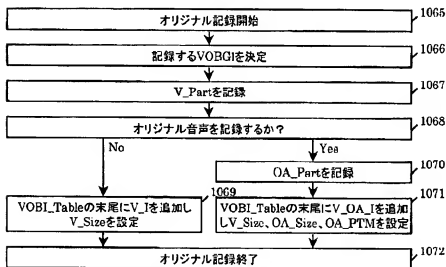 オリジナル記録開始
1065
記録するVOBGIを決定
1066
V_Partを記録
1067
オリジナル音声を記録するか?
1068
No
Yes
OA_Partを記録
1070
1069
1071
VOBI_Tableの末尾にV_Iを追加し
V_Sizeを設定
VOBI_Tableの末尾にV_OA_Iを追加
しV_Size、OA_Size、OA_PTMを設定
オリジナル記録終了
1072